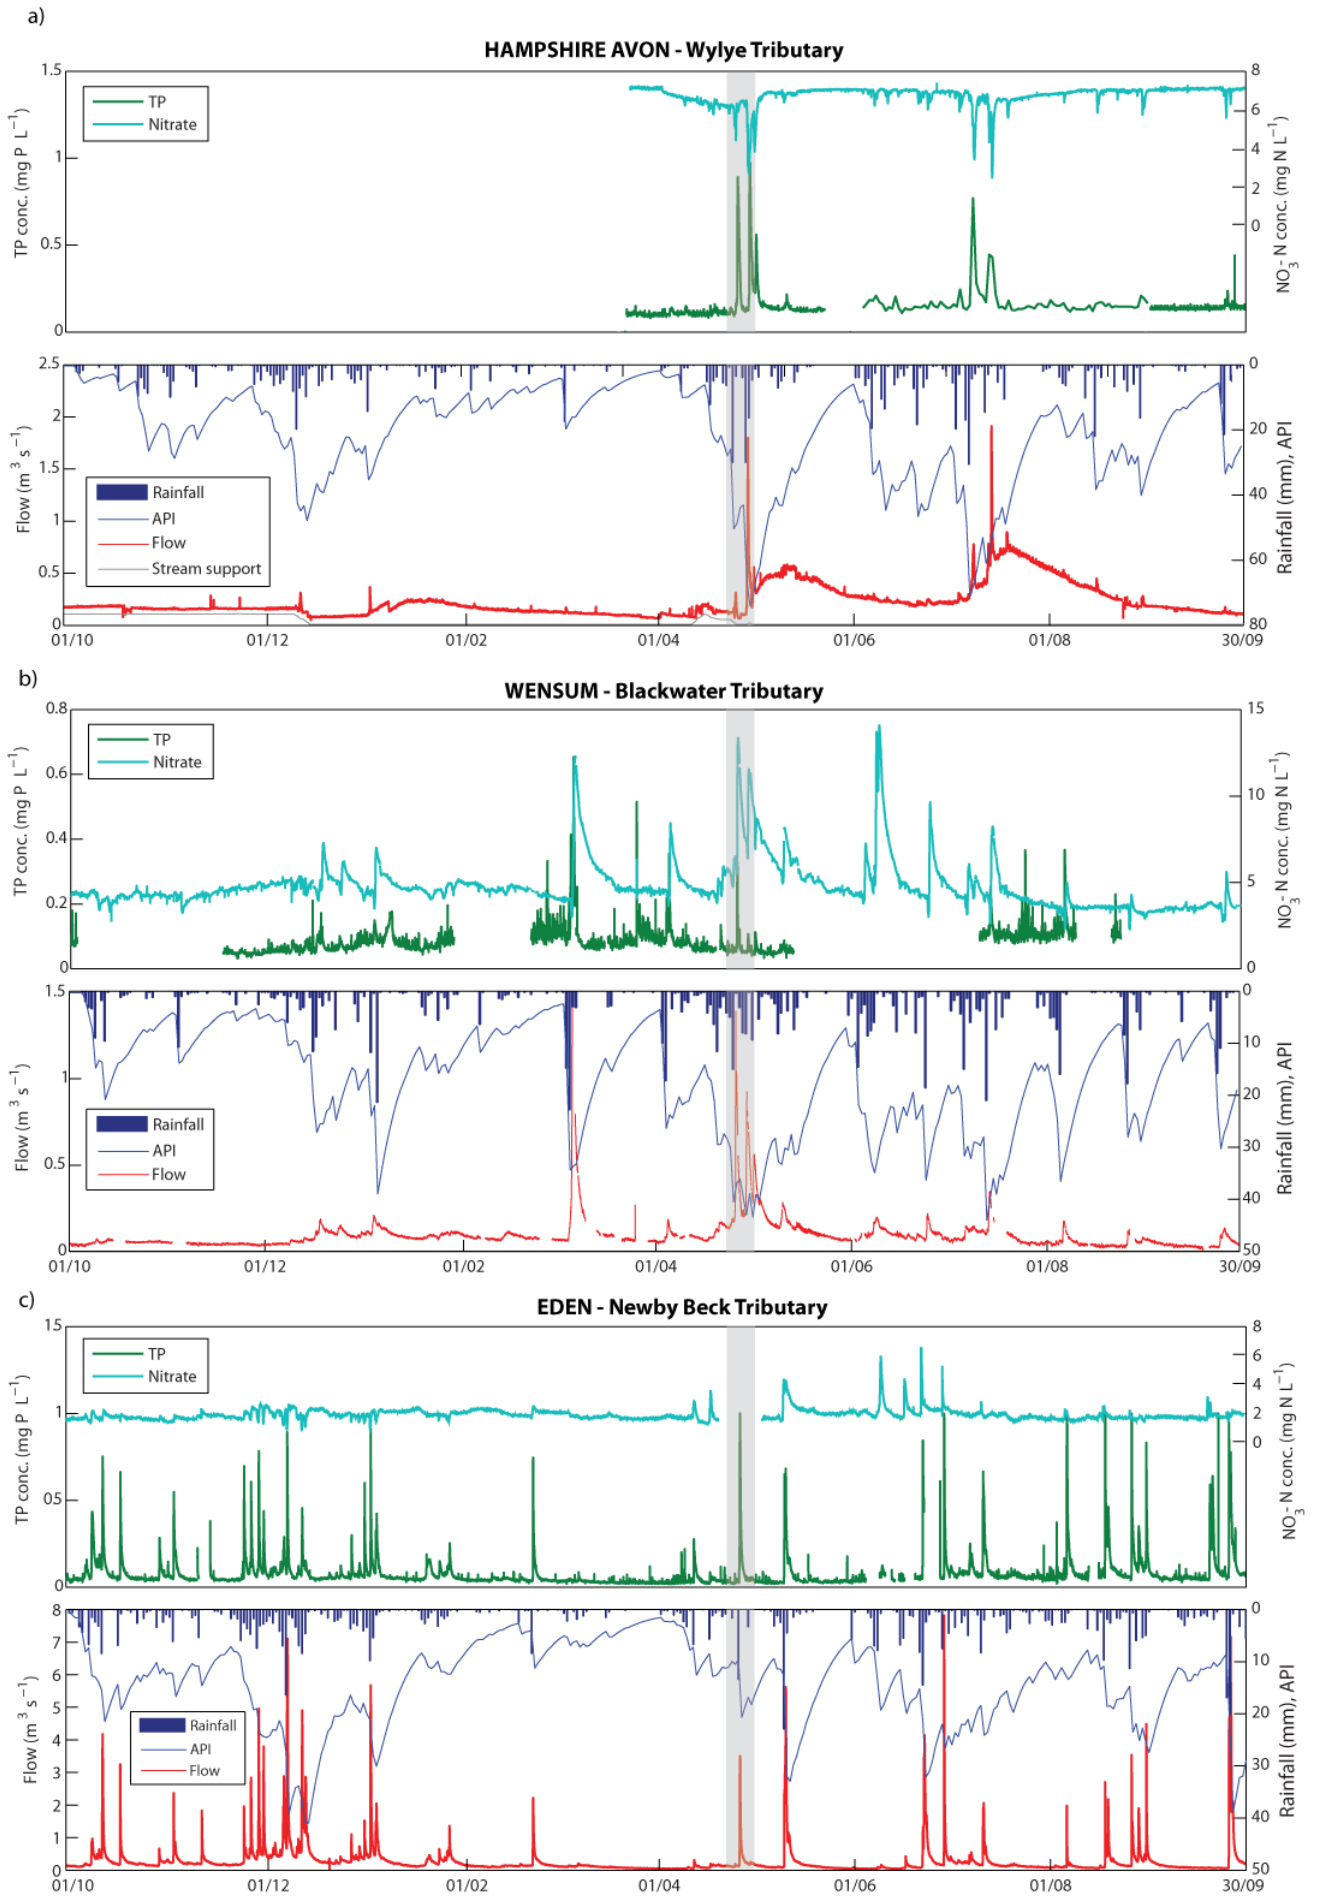 a)
HAMPSHIRE AVON - Wylye Tributary
TP conc. (mg P L⁻¹)
1.5
1
0.5
0
TP
Nitrate
8
6
4
2
0
NO₃- N conc. (mg N L⁻¹)
Flow (m³ s⁻¹)
2.5
2
1.5
1
0.5
0
Rainfall
API
Flow
Stream support
0
20
40
60
80
Rainfall (mm), API
01/10 01/12 01/02 01/04 01/06 01/08 30/09
b)
WENSUM - Blackwater Tributary
TP conc. (mg P L⁻¹)
0.8
0.6
0.4
0.2
0
TP
Nitrate
15
10
5
0
NO₃- N conc. (mg N L⁻¹)
Flow (m³ s⁻¹)
1.5
1
0.5
0
Rainfall
API
Flow
0
10
20
30
40
50
Rainfall (mm), API
01/10 01/12 01/02 01/04 01/06 01/08 30/09
c)
EDEN - Newby Beck Tributary
TP conc. (mg P L⁻¹)
15
1
05
0
TP
Nitrate
8
6
4
2
0
NO₃- N conc. (mg N L⁻¹)
Flow (m³ s⁻¹)
8
7
6
5
4
3
2
1
0
Rainfall
API
Flow
0
10
20
30
40
50
Rainfall (mm), API
01/10 01/12 01/02 01/04 01/06 01/08 30/09